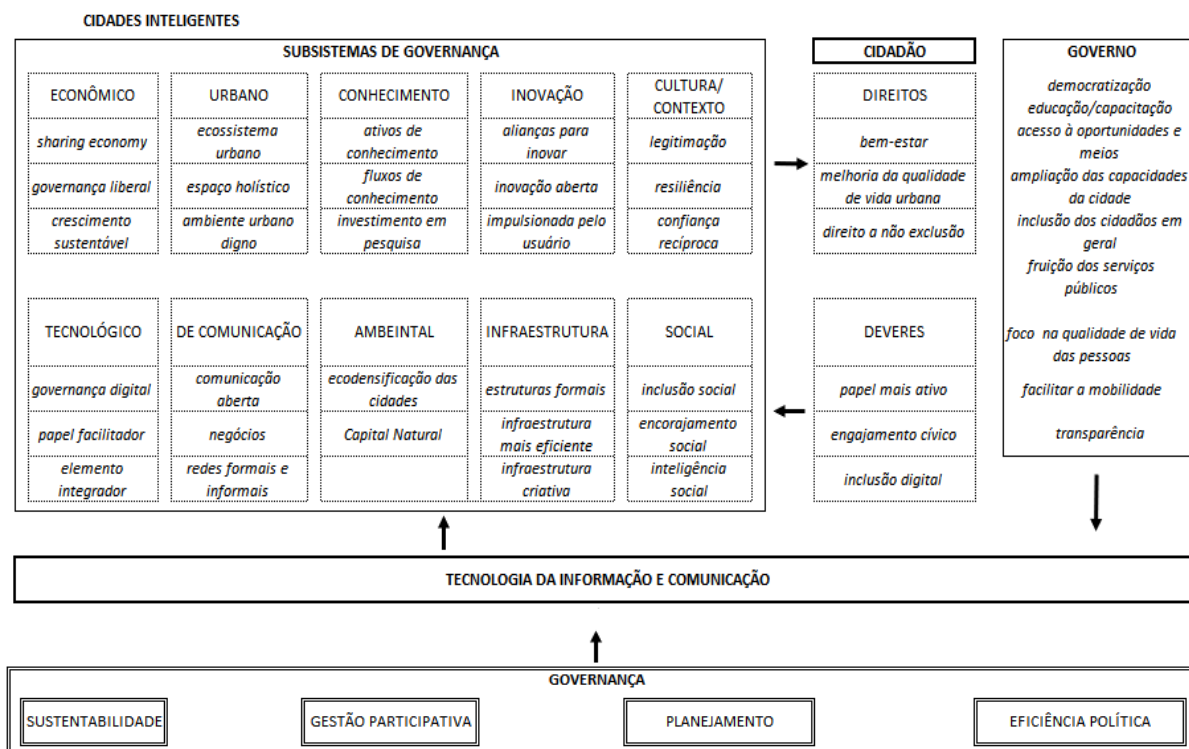 CIDADES INTELIGENTES
SUBSISTEMAS DE GOVERNANÇA
ECONÔMICO
sharing economy
governança liberal
crescimento
sustentável
URBANO
ecossistema
urbano
espaço holístico
ambiente urbano
digno
CONHECIMENTO
ativos de
conhecimento
fluxos de
conhecimento
investimento em
pesquisa
INOVAÇÃO
alianças para
inovar
inovação aberta
impulsionada pelo
usuário
CULTURA/
CONTEXTO
legitimação
resiliência
confiança
recíproca
TECNOLÓGICO
governança digital
papel facilitador
elemento
integrador
DE COMUNICAÇÃO
comunicação
aberta
negócios
redes formais e
informais
AMBEINTAL
ecodensificação das
cidades
Capital Natural
INFRAESTRUTURA
estruturas formais
infraestrutura
mais eficiente
infraestrutura
criativa
SOCIAL
inclusão social
encorajamento
social
inteligência
social
CIDADÃO
DIREITOS
bem-estar
melhoria da qualidade
de vida urbana
direito a não exclusão
DEVERES
papel mais ativo
engajamento cívico
inclusão digital
GOVERNO
democratização
educação/capacitação
acesso à oportunidades e
meios
ampliação das capacidades
da cidade
inclusão dos cidadãos em
geral
fruição dos serviços
públicos
foco na qualidade de vida
das pessoas
facilitar a mobilidade
transparência
TECNOLOGIA DA INFORMAÇÃO E COMUNICAÇÃO
GOVERNANÇA
SUSTENTABILIDADE
GESTÃO PARTICIPATIVA
PLANEJAMENTO
EFICIÊNCIA POLÍTICA